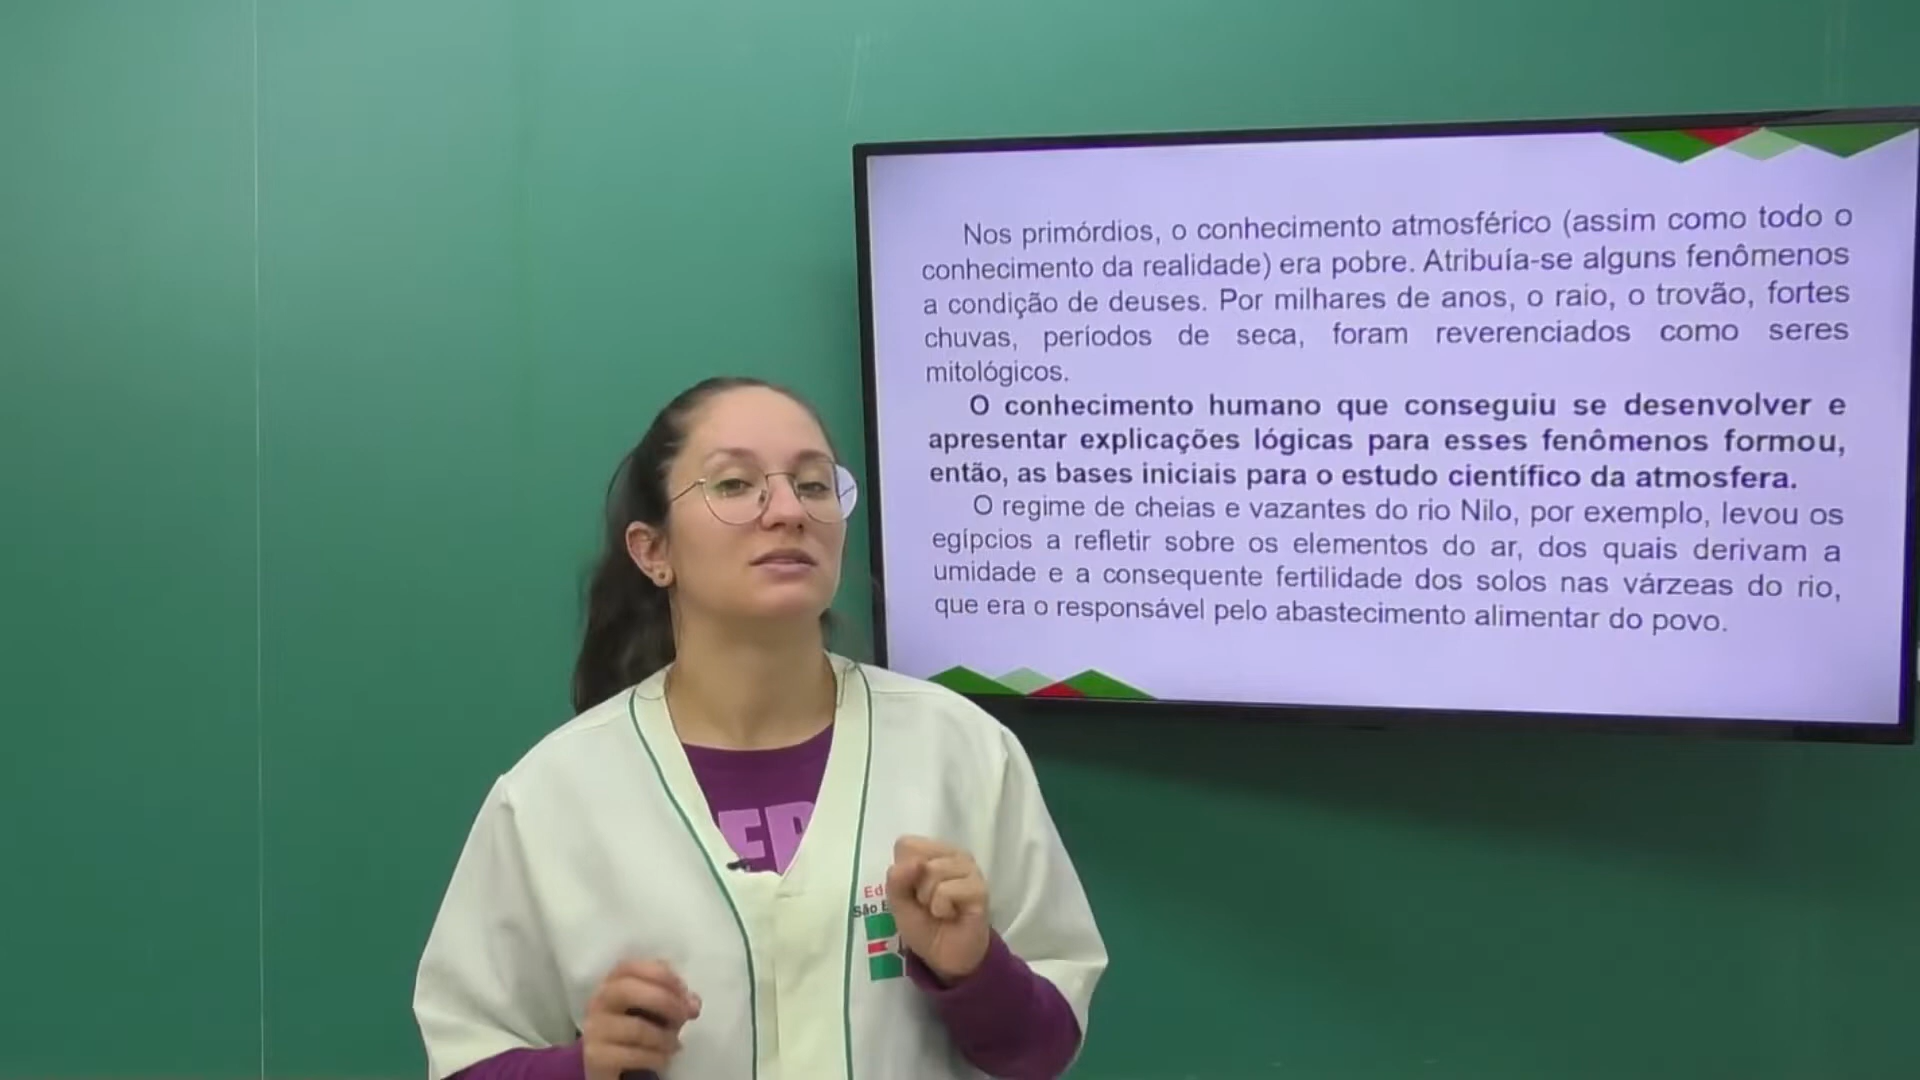 Nos primórdios, o conhecimento atmosférico (assim como todo o
conhecimento da realidade) era pobre. Atribuía-se alguns fenômenos
a condição de deuses. Por milhares de anos, o raio, o trovão, fortes
chuvas, períodos de seca, foram reverenciados como seres
mitológicos.
O conhecimento humano que conseguiu se desenvolver e
apresentar explicações lógicas para esses fenômenos formou,
então, as bases iniciais para o estudo científico da atmosfera.
O regime de cheias e vazantes do rio Nilo, por exemplo, levou os
egípcios a refletir sobre os elementos do ar, dos quais derivam a
umidade e a consequente fertilidade dos solos nas várzeas do rio,
que era o responsável pelo abastecimento alimentar do povo.
São